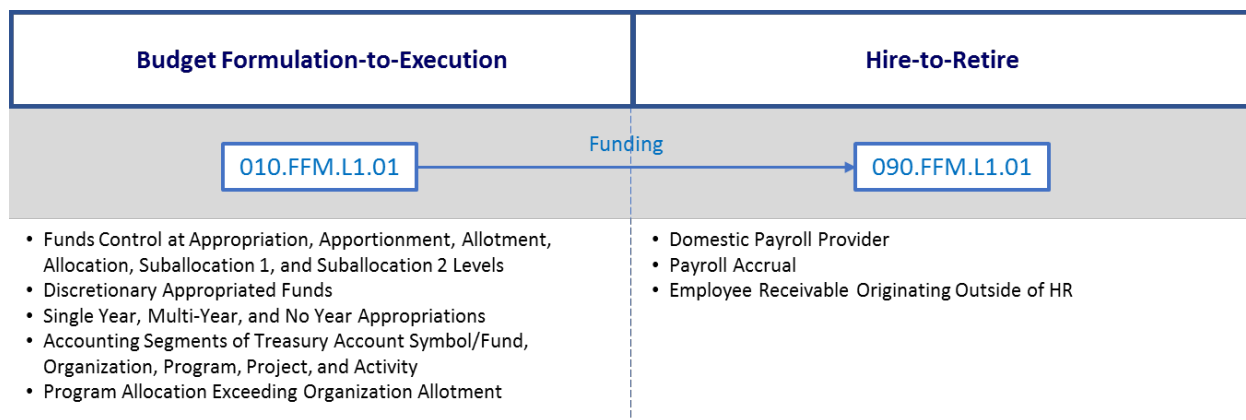 Budget Formulation-to-Execution
Hire-to-Retire
Funding
010.FFM.L1.01
090.FFM.L1.01
• Funds Control at Appropriation, Apportionment, Allotment,
Allocation, Suballocation 1, and Suballocation 2 Levels
• Discretionary Appropriated Funds
• Single Year, Multi-Year, and No Year Appropriations
• Accounting Segments of Treasury Account Symbol/Fund,
Organization, Program, Project, and Activity
• Program Allocation Exceeding Organization Allotment
• Domestic Payroll Provider
• Payroll Accrual
• Employee Receivable Originating Outside of HR